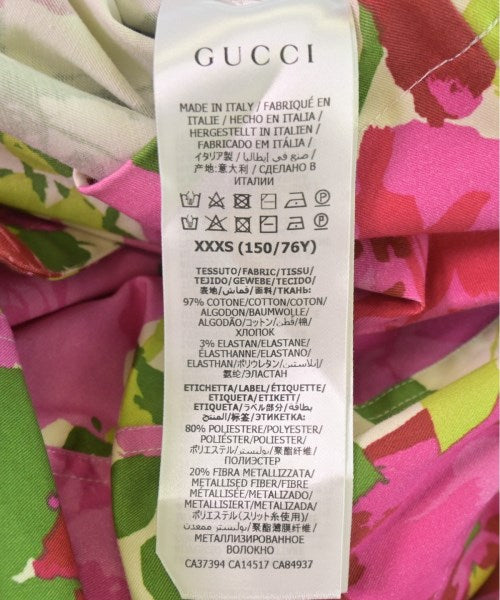 GUCCI
MADE IN ITALY / FABRIQUÉ EN
ITALIE / HECHO EN ITALIA /
HERGESTELLT IN ITALIEN /
FABRICADO EM ITÁLIA /
イタリア製 / صنع في إيطاليا /
产地:意大利 / СДЕЛАНО В
ИТАЛИИ
XXXS (150/76Y)
TESSUTO/FABRIC/TISSU/
TEJIDO/GEWEBE/TECIDO/
表地/قماش/面料/ТКАНЬ:
97% COTONE/COTTON/COTON/
ALGODON/BAUMWOLLE/
ALGODÃO/コットン/قطن/棉/
ХЛОПОК
3% ELASTAN/ELASTANE/
ÉLASTHANNE/ELASTANO/
ELASTHAN/ポリウレタン/إيلاستين/
氨纶/ЭЛАСТАН
ETICHETTA/LABEL/ÉTIQUETTE/
ETIQUETA/ETIKETT/
ETIQUETA/ラベル部分/بطاقة
المنتج/标签/ЭТИКЕТКА:
80% POLIESTERE/POLYESTER/
POLYESTER/
POLIÉSTER/POLYESTER/
ポリエステル/بوليستر/聚酯纤维/
ПОЛИЭСТЕР
20% FIBRA METALLIZZATA/
METALLISED FIBER/FIBRE
MÉTALLISÉE/METALIZADO/
METALLISIERT/METALIZADA/
ポリエステル(スリット糸使用)/
بوليستر ممعدن/聚酯薄膜纤维/
МЕТАЛЛИЗИРОВАННОЕ
ВОЛОКНО
CA37394 CA14517 CA84937